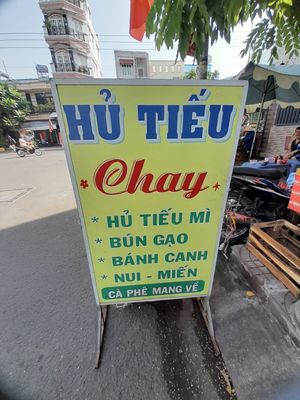 HỦ TIẾU
* Chay *
* HỦ TIẾU MÌ
* BÚN GẠO
* BÁNH CANH
* NUI - MIẾN
CÀ PHÊ MANG VỀ